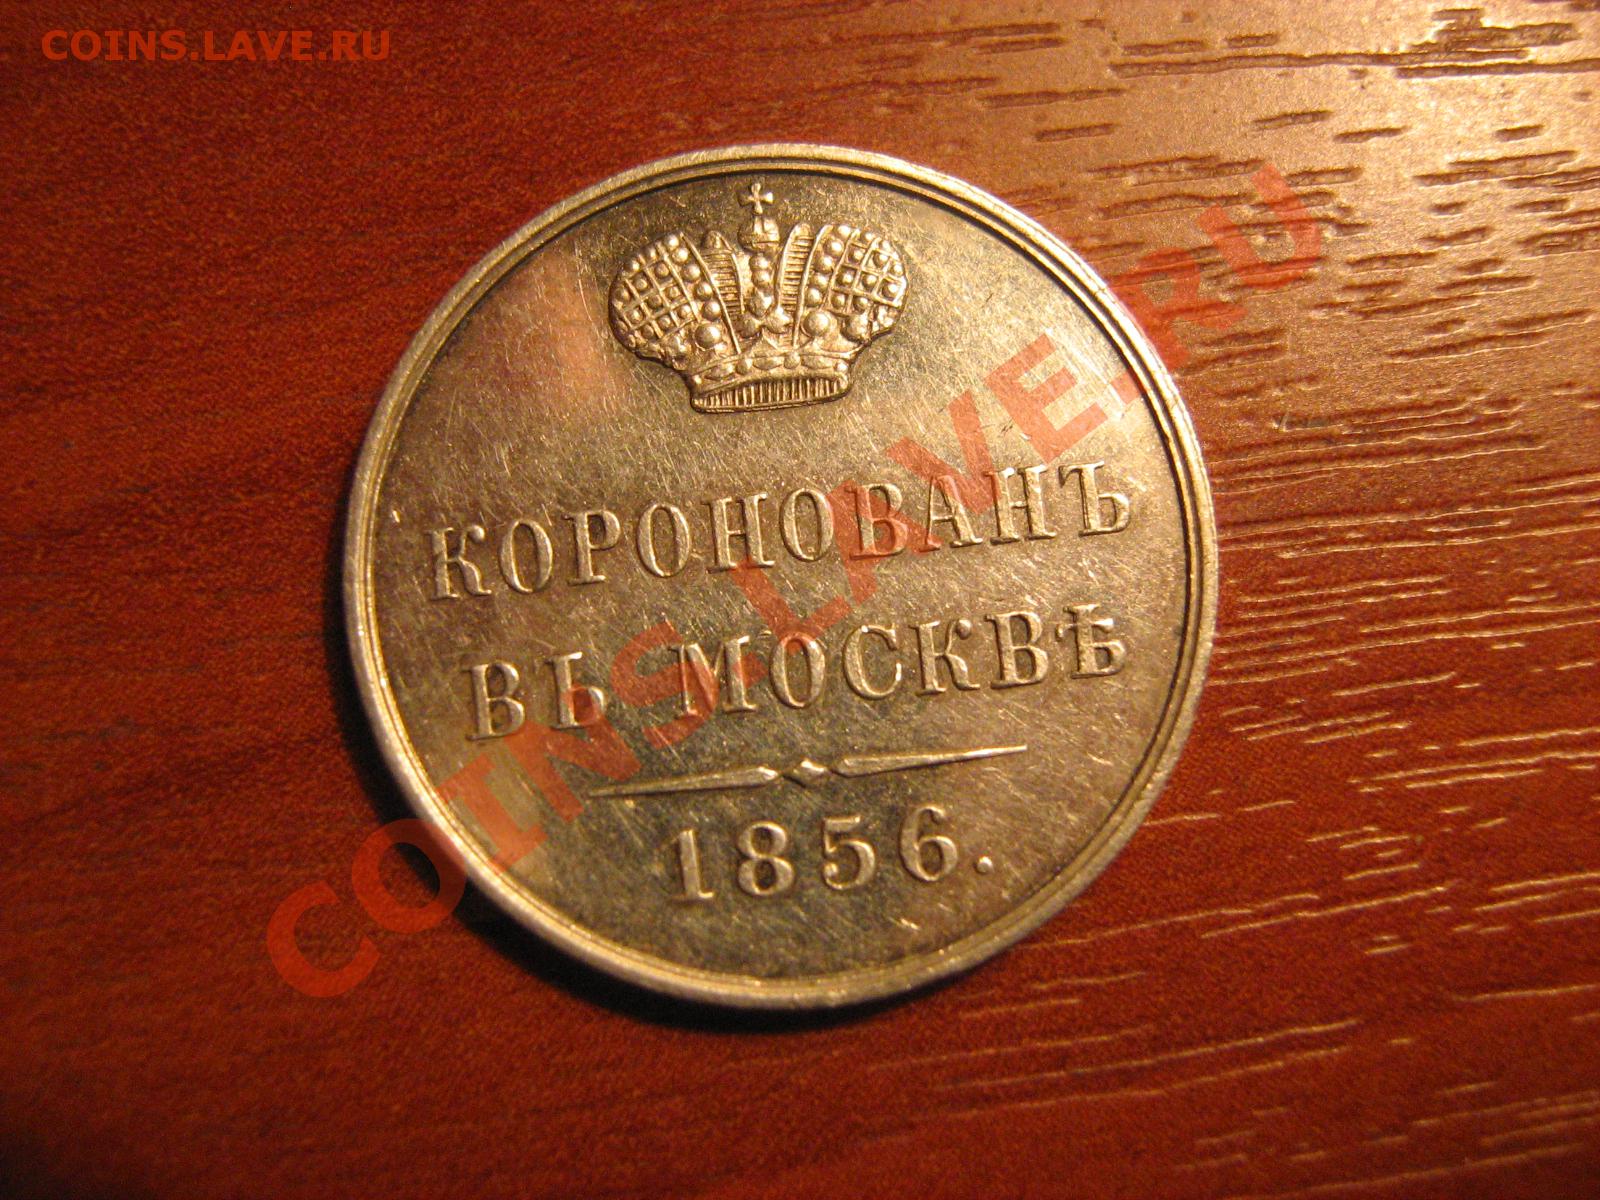 COINS.LAVE.RU
КОРОНОВАНЪ
ВЪ МОСКВѢ
1856.
COINS.LAVE.RU